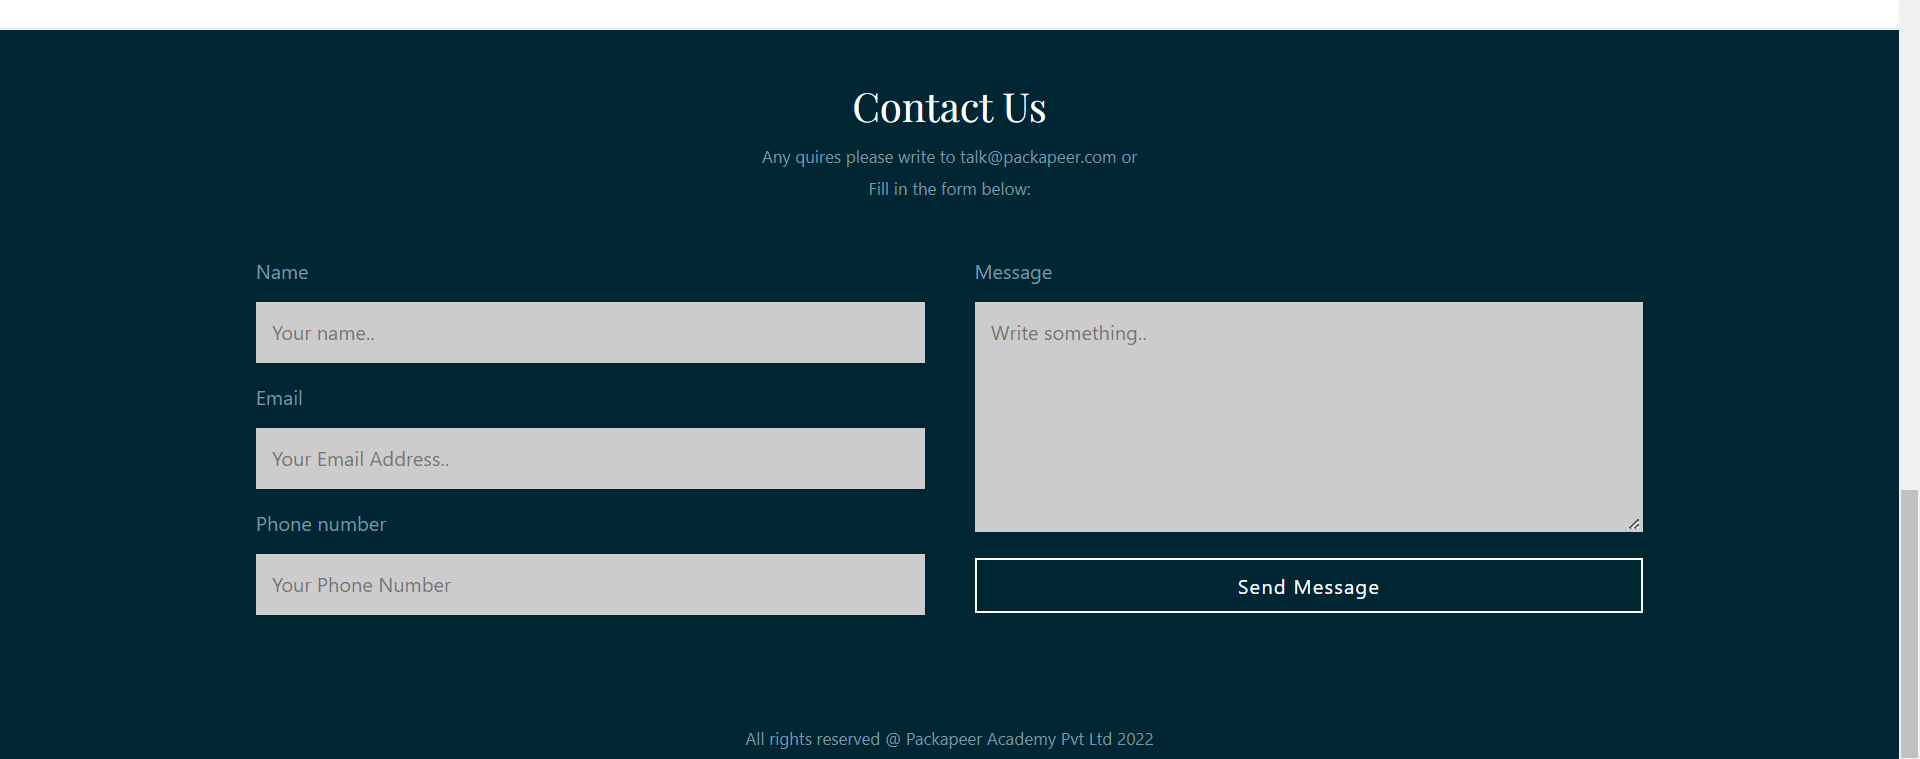 Contact Us
Any quires please write to talk@packapeer.com or
Fill in the form below:
Name
Your name..
Email
Your Email Address..
Phone number
Your Phone Number
Message
Write something..
Send Message
All rights reserved @ Packapeer Academy Pvt Ltd 2022